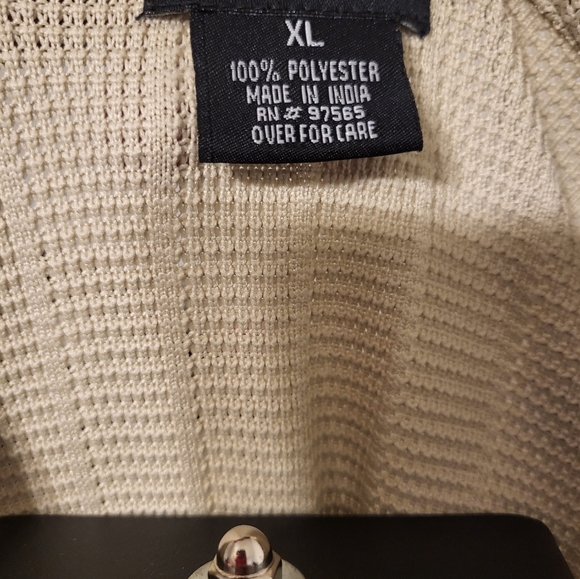 XL
100% POLYESTER
MADE IN INDIA
RN # 97565
OVER FOR CARE